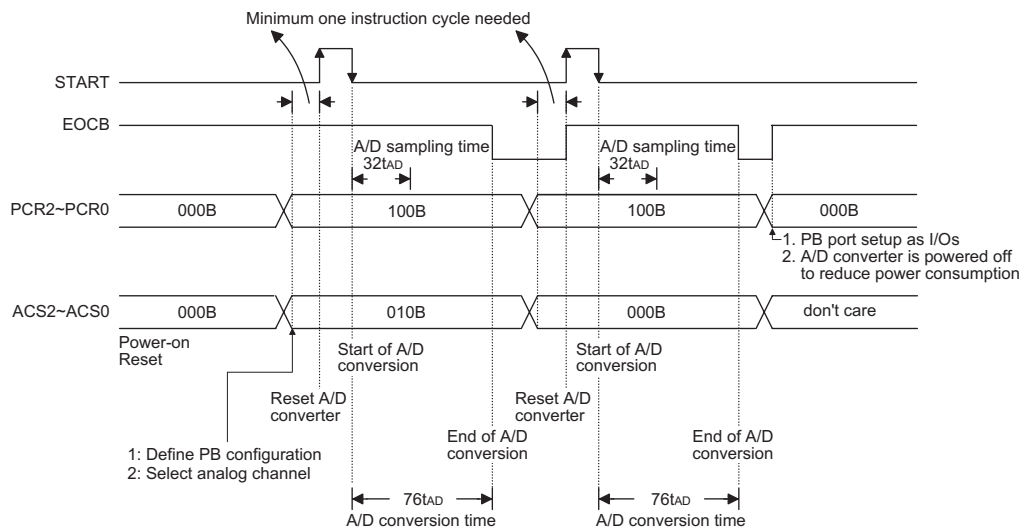 Minimum one instruction cycle needed
START
EOCB
A/D sampling time
32tAD
A/D sampling time
32tAD
PCR2~PCR0
000B
100B
100B
000B
1. PB port setup as I/Os
2. A/D converter is powered off
to reduce power consumption
ACS2~ACS0
000B
010B
000B
don't care
Power-on
Reset
Start of A/D
conversion
Start of A/D
conversion
Reset A/D
converter
Reset A/D
converter
1: Define PB configuration
2: Select analog channel
End of A/D
conversion
End of A/D
conversion
76tAD
A/D conversion time
76tAD
A/D conversion time